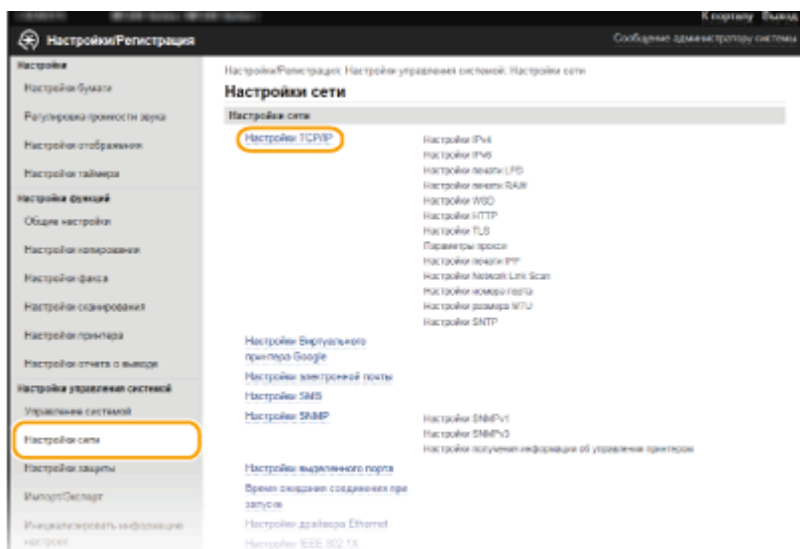 К порталу Выход
Настройки/Регистрация
Сообщение администратору системы
Настройки
Настройки бумаги
Регулировка громкости звука
Настройки отображения
Настройки таймера
Настройки функций
Общие настройки
Настройки копирования
Настройки факса
Настройки сканирования
Настройки принтера
Настройки отчета о выводе
Настройки управления системой
Управление системой
Настройки сети
Настройки защиты
Импорт/Экспорт
Инициализировать информацию
настроек
Настройки/Регистрация: Настройки управления системой: Настройки сети
Настройки сети
Настройки сети
Настройки TCP/IP
Настройки IPv4
Настройки IPv6
Настройки печати LPD
Настройки печати RAW
Настройки WSD
Настройки HTTP
Настройки TLS
Параметры прокси
Настройки печати IPP
Настройки Network Link Scan
Настройки номера порта
Настройки размера MTU
Настройки SNTP
Настройки Виртуального
принтера Google
Настройки электронной почты
Настройки SMB
Настройки SNMP
Настройки SNMPv1
Настройки SNMPv3
Настройки получения информации об управлении принтером
Настройки выделенного порта
Время ожидания соединения при
запуске
Настройки драйвера Ethernet
Настройки IEEE 802.1X